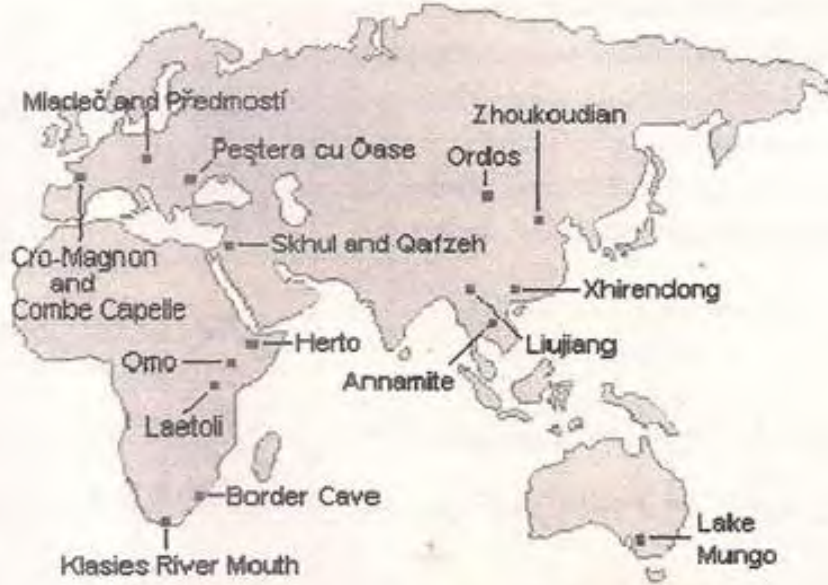 Mladeč and Předmostí
Zhoukoudian
Peştera cu Oase
Ordos
Skhul and Qafzeh
Cro-Magnon
and
Combe Capelle
Xhirendong
Herto
Liujiang
Omo
Annamite
Laetoli
Border Cave
Lake
Mungo
Klasies River Mouth